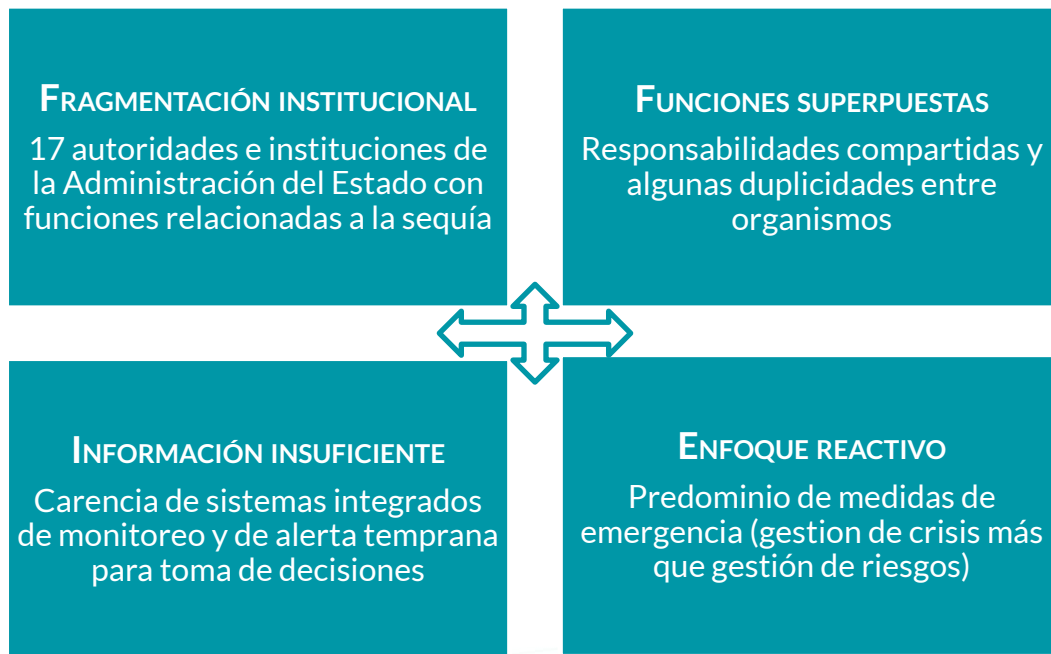 FRAGMENTACIÓN INSTITUCIONAL
17 autoridades e instituciones de
la Administración del Estado con
funciones relacionadas a la sequía
FUNCIONES SUPERPUESTAS
Responsabilidades compartidas y
algunas duplicidades entre
organismos
INFORMACIÓN INSUFICIENTE
Carencia de sistemas integrados
de monitoreo y de alerta temprana
para toma de decisiones
ENFOQUE REACTIVO
Predominio de medidas de
emergencia (gestion de crisis más
que gestión de riesgos)